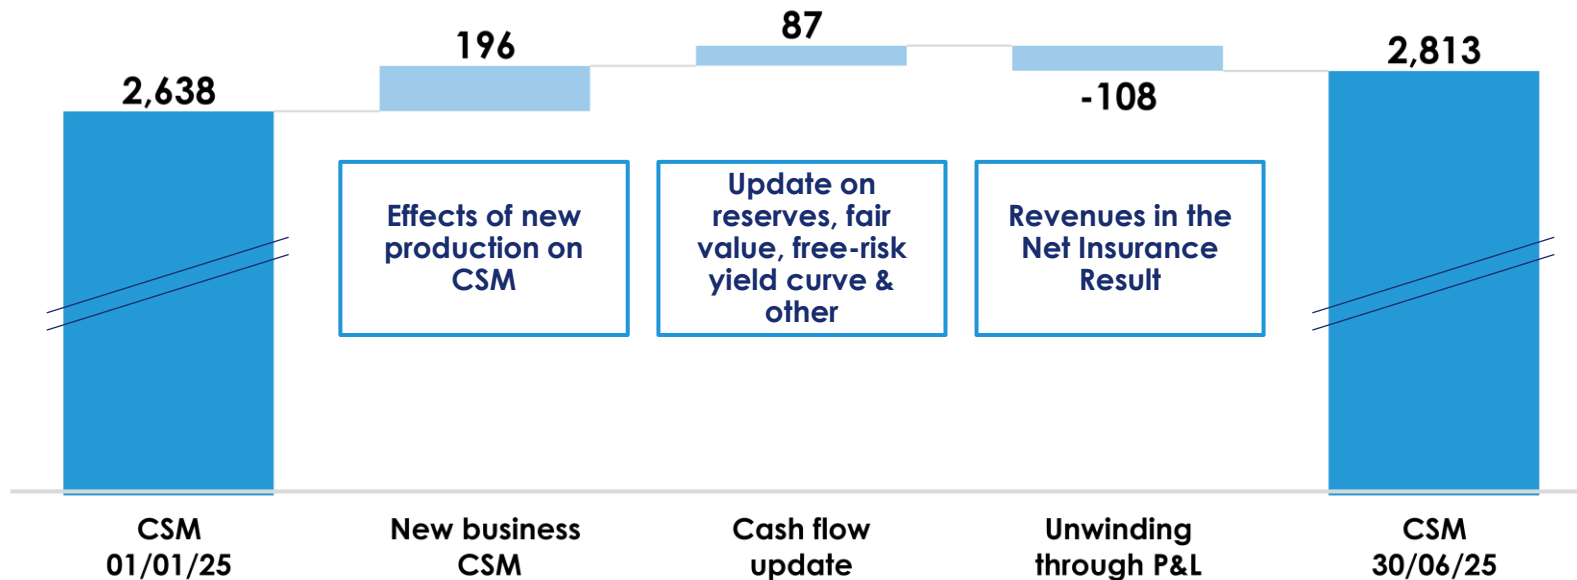 2,638
196
87
-108
2,813
Effects of new
production on
CSM
Update on
reserves, fair
value, free-risk
yield curve &
other
Revenues in the
Net Insurance
Result
CSM
01/01/25
New business
CSM
Cash flow
update
Unwinding
through P&L
CSM
30/06/25